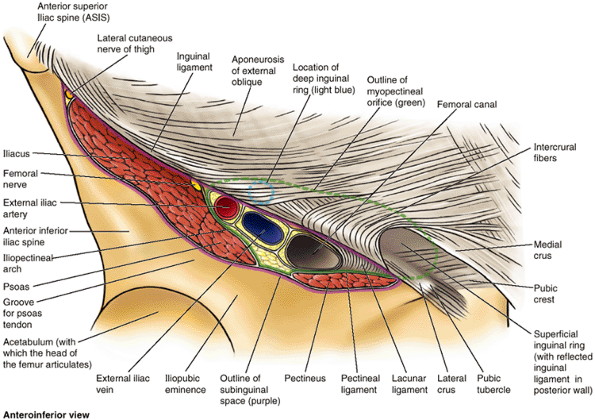 Anterior superior
iliac spine (ASIS)
Lateral cutaneous
nerve of thigh
Inguinal
ligament
Aponeurosis
of external
oblique
Location of
deep inguinal
ring (light blue)
Outline of
myopectineal
orifice (green)
Femoral canal
Intercrural
fibers
Iliacus
Femoral
nerve
External iliac
artery
Anterior inferior
iliac spine
Iliopectineal
arch
Psoas
Groove
for psoas
tendon
Acetabulum (with
which the head of
the femur articulates)
Medial
crus
Pubic
crest
Superficial
inguinal ring
(with reflected
inguinal
ligament in
posterior wall)
External iliac
vein
Iliopubic
eminence
Outline of
subinguinal
space (purple)
Pectineus
Pectineal
ligament
Lacunar
ligament
Lateral
crus
Pubic
tubercle
Anteroinferior view